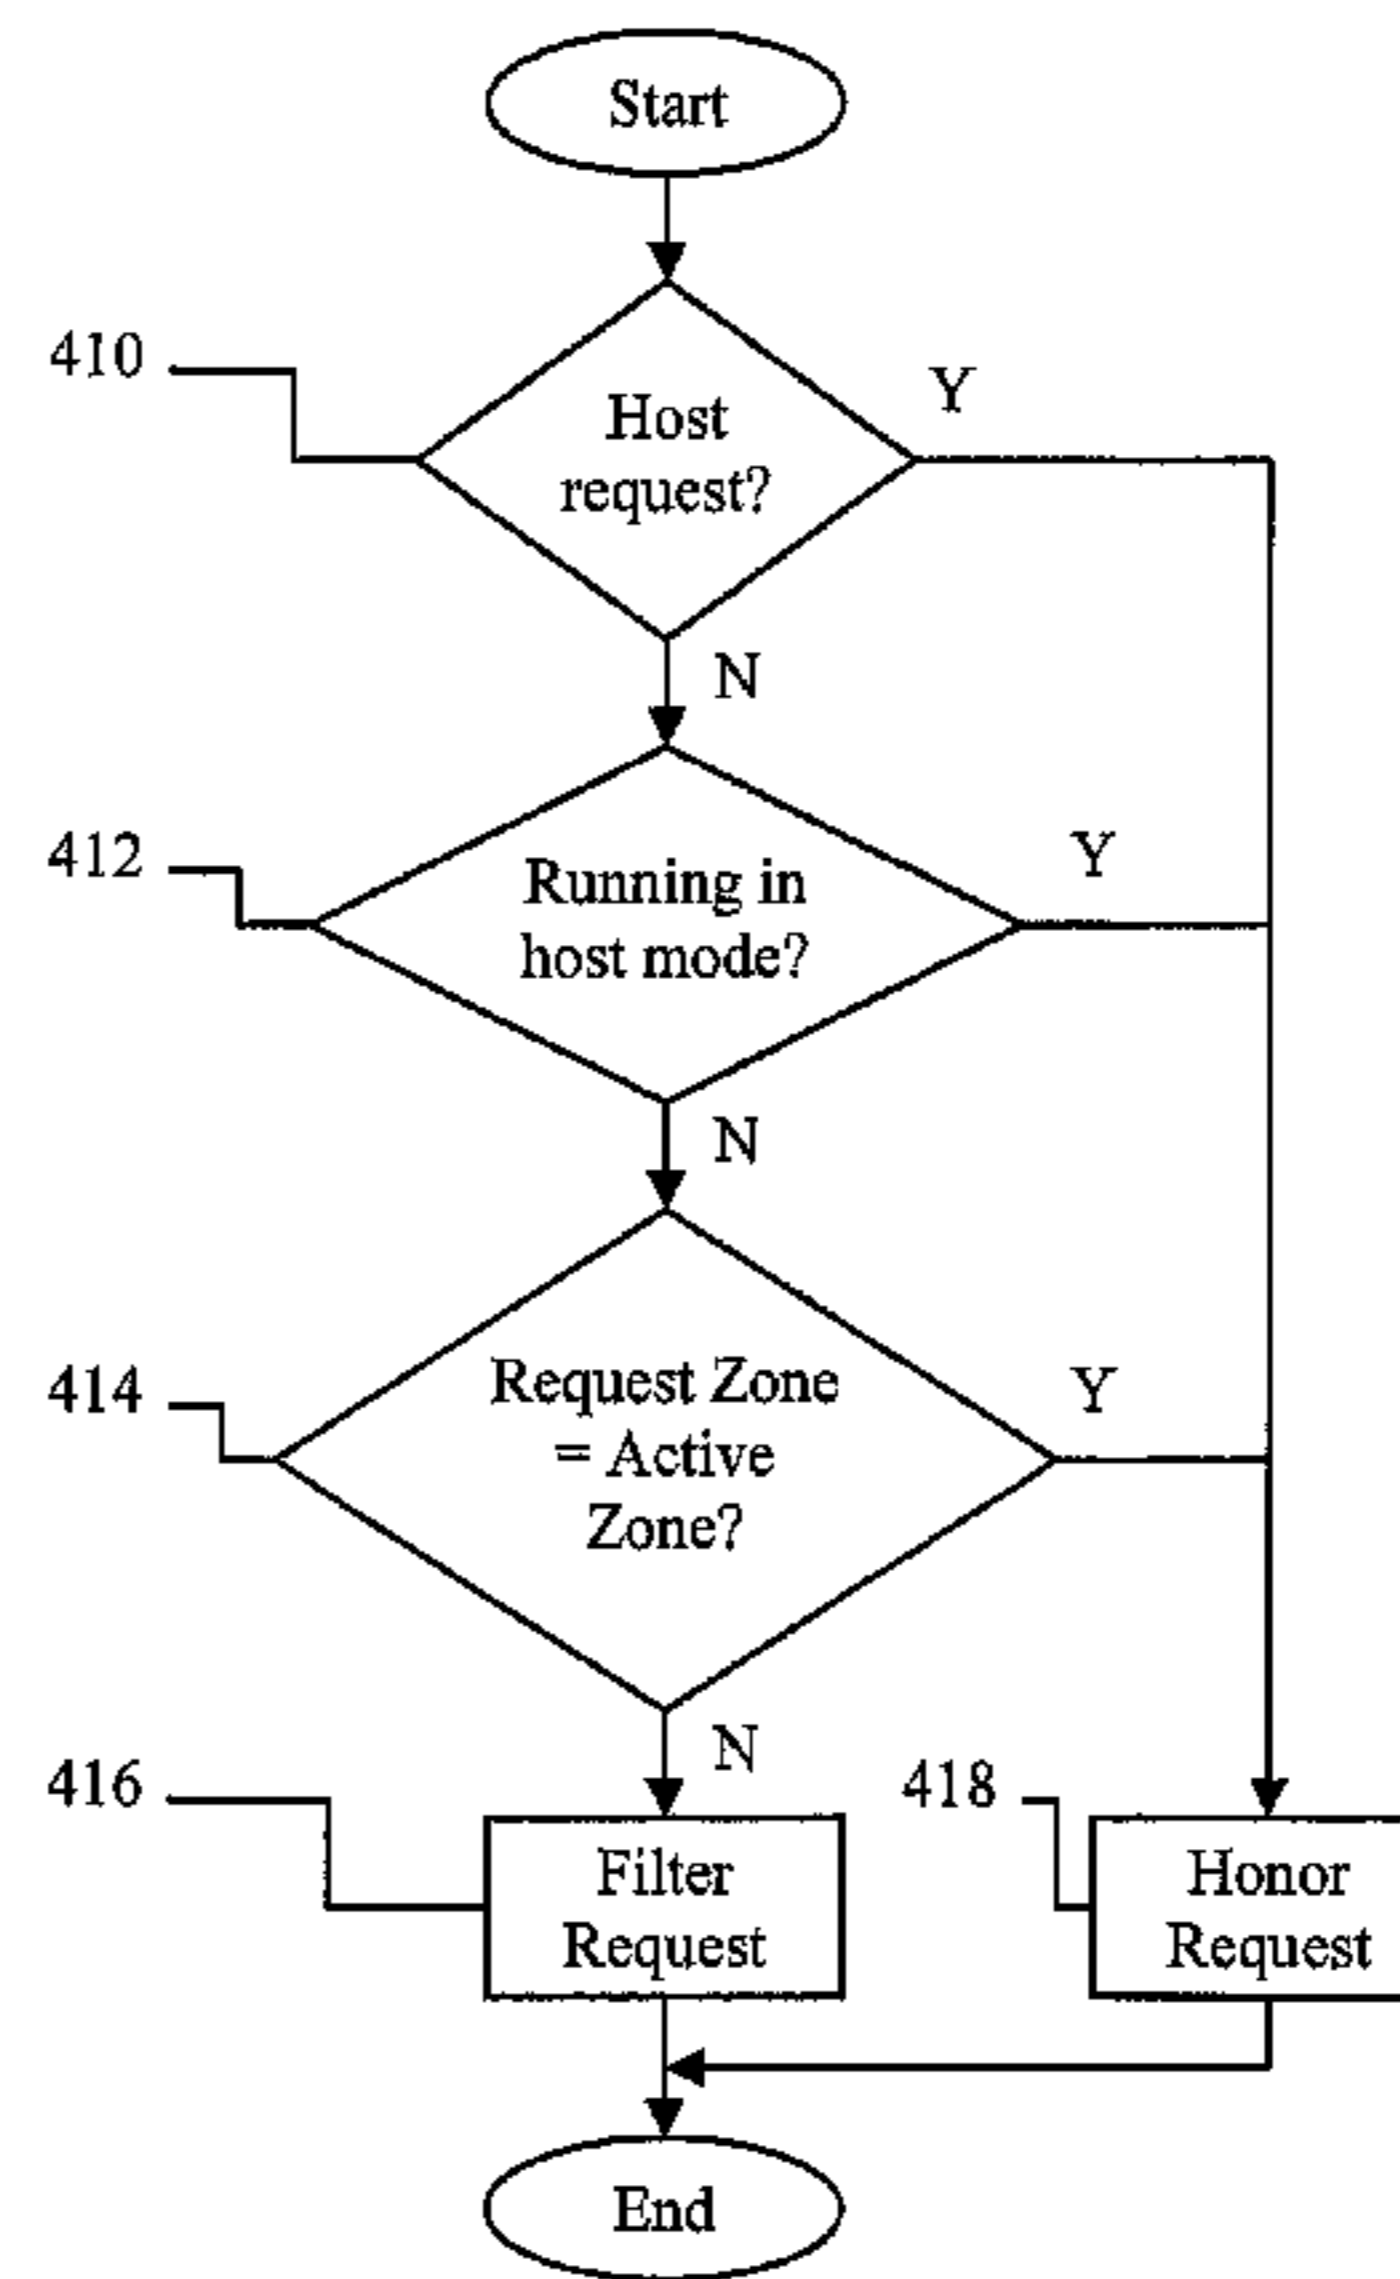 Start
410
Host
request?
Y
N
412
Running in
host mode?
Y
N
414
Request Zone
= Active
Zone?
Y
N
416
Filter
Request
418
Honor
Request
End